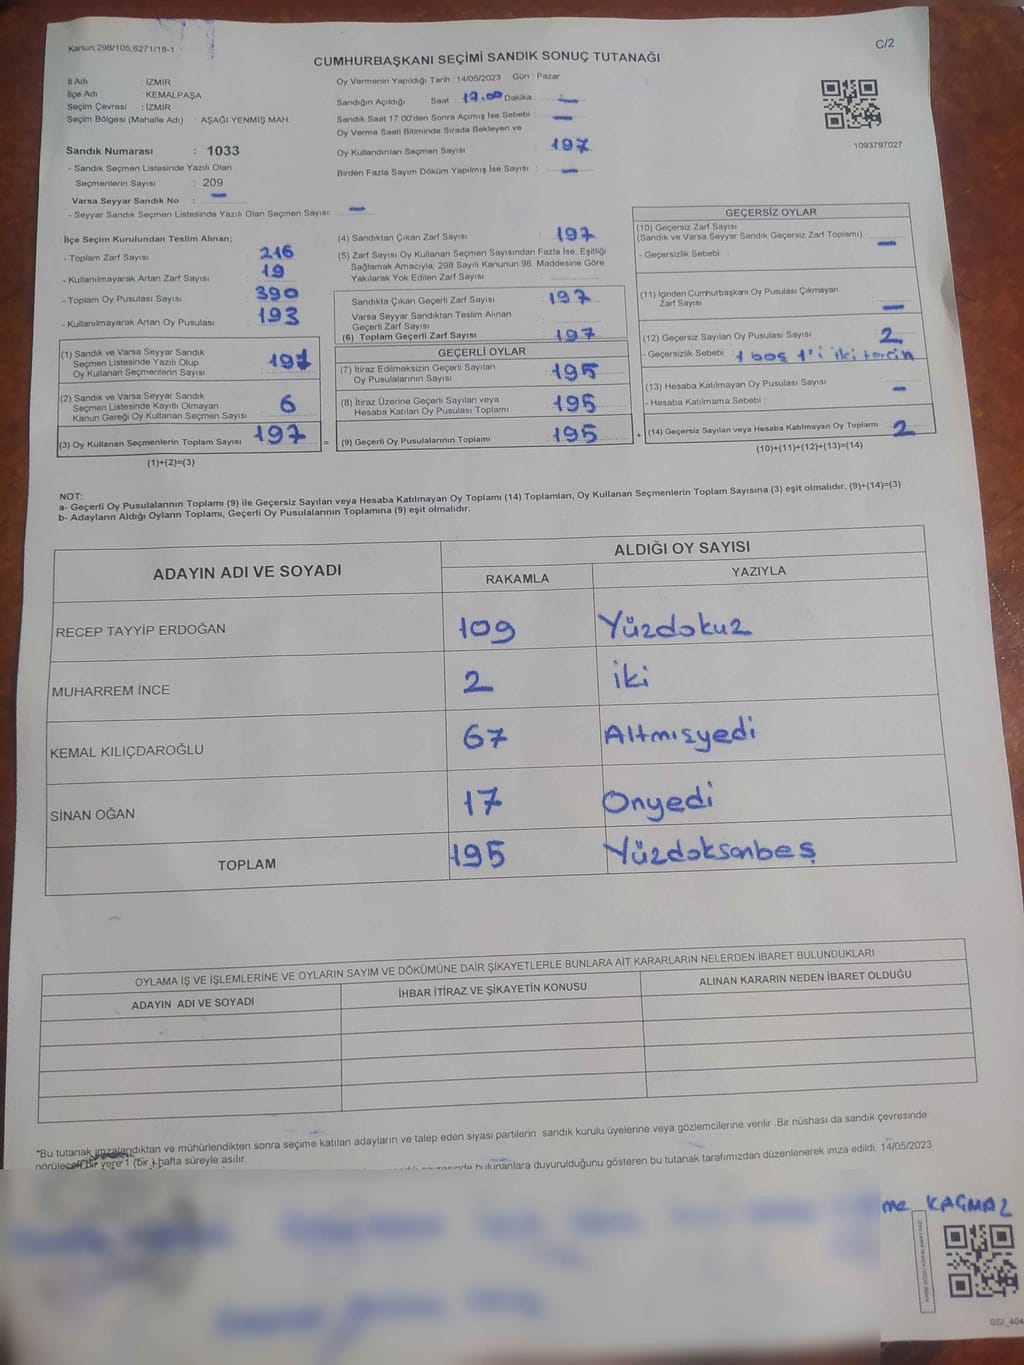 Kanun;298/105,6271/18-1
C/2
CUMHURBAŞKANI SEÇİMİ SANDIK SONUÇ TUTANAĞI
İl Adı : İZMİR
İlçe Adı : KEMALPAŞA
Seçim Çevresi : İZMİR
Seçim Bölgesi (Mahalle Adı) : AŞAĞI YENMİŞ MAH.
Sandık Numarası : 1033
- Sandık Seçmen Listesinde Yazılı Olan
Seçmenlerin Sayısı : 209
Varsa Seyyar Sandık No : —
- Seyyar Sandık Seçmen Listesinde Yazılı Olan Seçmen Sayısı: —
Oy Vermenin Yapıldığı Tarih : 14/05/2023 Gün : Pazar
Sandığın Açıldığı Saat : 17.00 Dakika : —
Sandık Saat 17.00'den Sonra Açımış İse Sebebi : —
Oy Verme Saati Bitiminde Sırada Bekleyen ve
Oy Kullandırılan Seçmen Sayısı : 197
Birden Fazla Sayım Döküm Yapılmış İse Sayısı : —
1093797027
İlçe Seçim Kurulundan Teslim Alınan;
- Toplam Zarf Sayısı : 216
- Kullanılmayarak Artan Zarf Sayısı : 19
- Toplam Oy Pusulası Sayısı : 390
- Kullanılmayarak Artan Oy Pusulası : 193
(1) Sandık ve Varsa Seyyar Sandık
Seçmen Listesinde Yazılı Olup
Oy Kullanan Seçmenlerin Sayısı :
(2) Sandık ve Varsa Seyyar Sandık
Seçmen Listesinde Kayıtlı Olmayan
Kanun Gereği Oy Kullanan Seçmen Sayısı : 6
(3) Oy Kullanan Seçmenlerin Toplam Sayısı : 197
(1)+(2)=(3)
(4) Sandıktan Çıkan Zarf Sayısı : 197
(5) Zarf Sayısı Oy Kullanan Seçmen Sayısından Fazla İse, Eşitliği
Sağlamak Amacıyla, 298 Sayılı Kanunun 98. Maddesine Göre
Yakılarak Yok Edilen Zarf Sayısı :
Sandıkta Çıkan Geçerli Zarf Sayısı : 197
Varsa Seyyar Sandıktan Teslim Alınan
Geçerli Zarf Sayısı :
(6) Toplam Geçerli Zarf Sayısı : 197
GEÇERLİ OYLAR
(7) İtiraz Edilmeksizin Geçerli Sayılan
Oy Pusulasının Sayısı : 195
(8) İtiraz Üzerine Geçerli Sayılan veya
Hesaba Katılan Oy Pusulası Toplamı : 195
= (9) Geçerli Oy Pusulalarının Toplamı : 195 +
GEÇERSİZ OYLAR
(10) Geçersiz Zarf Sayısı
(Sandık ve Varsa Seyyar Sandık Geçersiz Zarf Toplamı) : —
- Geçersizlik Sebebi :
(11) İçinden Cumhurbaşkanı Oy Pusulası Çıkmayan
Zarf Sayısı : —
(12) Geçersiz Sayılan Oy Pusulası Sayısı : 2
- Geçersizlik Sebebi : 1 boş 1'i iki tercin
(13) Hesaba Katılmayan Oy Pusulası Sayısı : —
- Hesaba Katılmama Sebebi :
(14) Geçersiz Sayılan veya Hesaba Katılmayan Oy Toplamı : 2
(10)+(11)+(12)+(13)=(14)
NOT:
a- Geçerli Oy Pusulalarının Toplamı (9) ile Geçersiz Sayılan veya Hesaba Katılmayan Oy Toplamı (14) Toplamları, Oy Kullanan Seçmenlerin Toplam Sayısına (3) eşit olmalıdır. (9)+(14)=(3)
b- Adayların Aldığı Oyların Toplamı, Geçerli Oy Pusulalarının Toplamına (9) eşit olmalıdır.
ADAYIN ADI VE SOYADI
ALDIĞI OY SAYISI
RAKAMLA YAZIYLA
RECEP TAYYİP ERDOĞAN 109 Yüzdokuz
MUHARREM İNCE 2 iki
KEMAL KILIÇDAROĞLU 67 Altmışyedi
SİNAN OĞAN 17 Onyedi
TOPLAM 195 Yüzdoksanbeş
OYLAMA İŞ VE İŞLEMLERİNE VE OYLARIN SAYIM VE DÖKÜMÜNE DAİR ŞİKAYETLERLE BUNLARA AİT KARARLARIN NELERDEN İBARET BULUNDUKLARI
ADAYIN ADI VE SOYADI İHBAR İTİRAZ VE ŞİKAYETİN KONUSU ALINAN KARARIN NEDEN İBARET OLDUĞU
*Bu tutanak imzalandıktan ve mühürlendikten sonra seçime katılan adayların ve talep eden siyasi partilerin sandık kurulu üyelerine veya gözlemcilerine verilir .Bir nüshası da sandık çevresinde
bir yere 1 (bir ) hafta süreyle asılır.
bulunanlara duyurulduğunu gösteren bu tutanak tarafımızdan düzenlenerek imza edildi. 14/05/2023
me KAÇMAZ
SSI_404